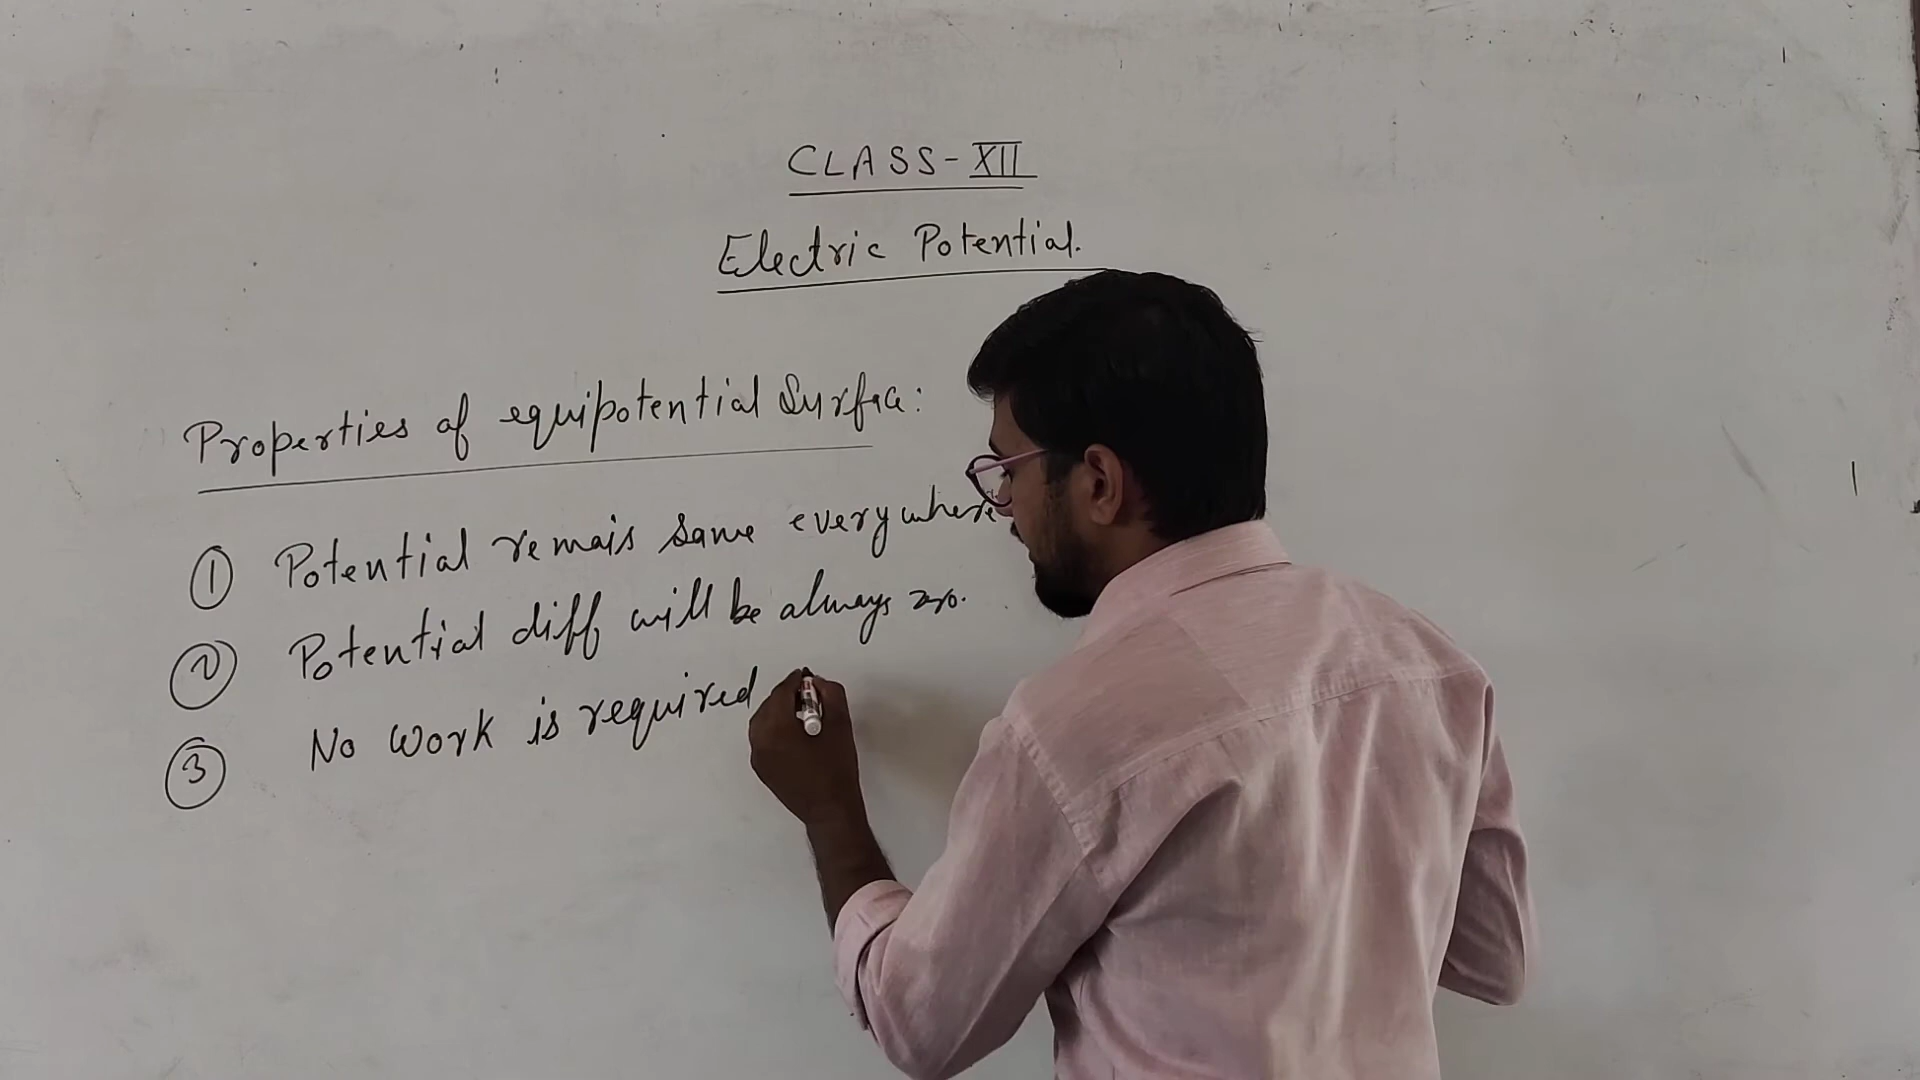 CLASS-XII
Electric Potential.
Properties of equipotential Surface:
① Potential remais same everywhere
② Potential diff will be always zero.
③ No work is required